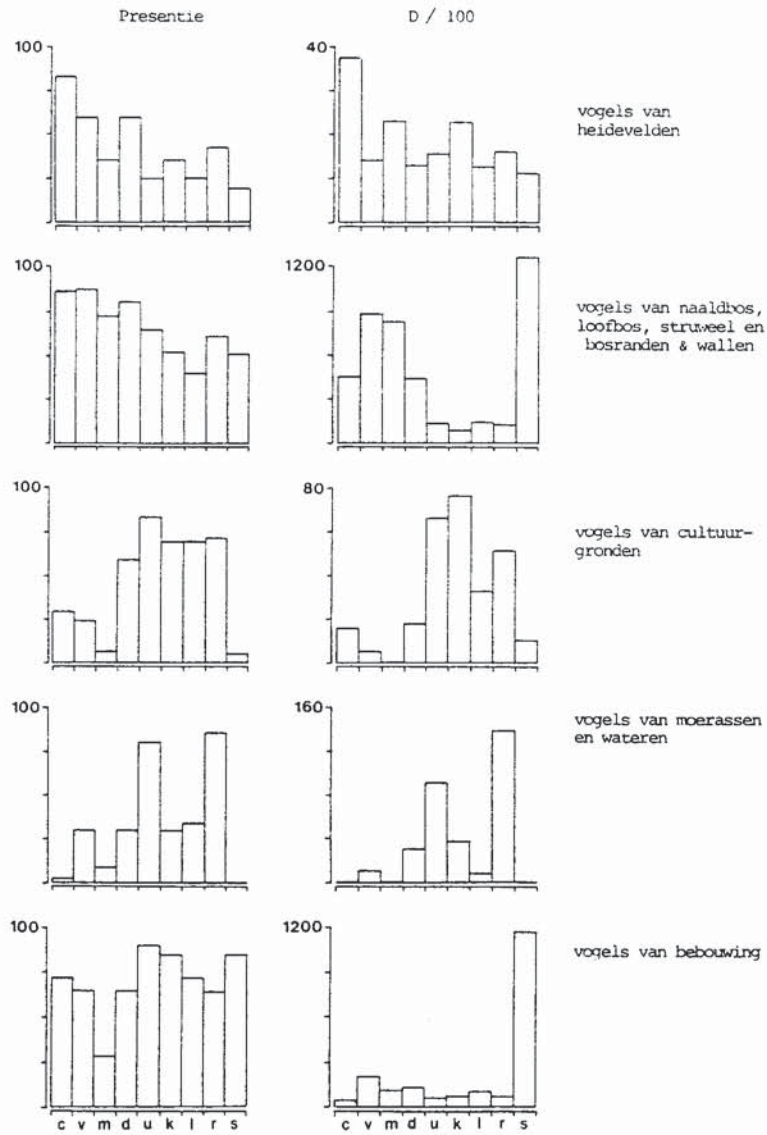 Presentie D / 100
100 40
vogels van
heidevelden
100 1200
vogels van naaldbos,
loofbos, struweel en
bosranden & wallen
100 80
vogels van cultuur-
gronden
100 160
vogels van moerassen
en wateren
100 1200
vogels van bebouwing
c v m d u k l r s c v m d u k l r s